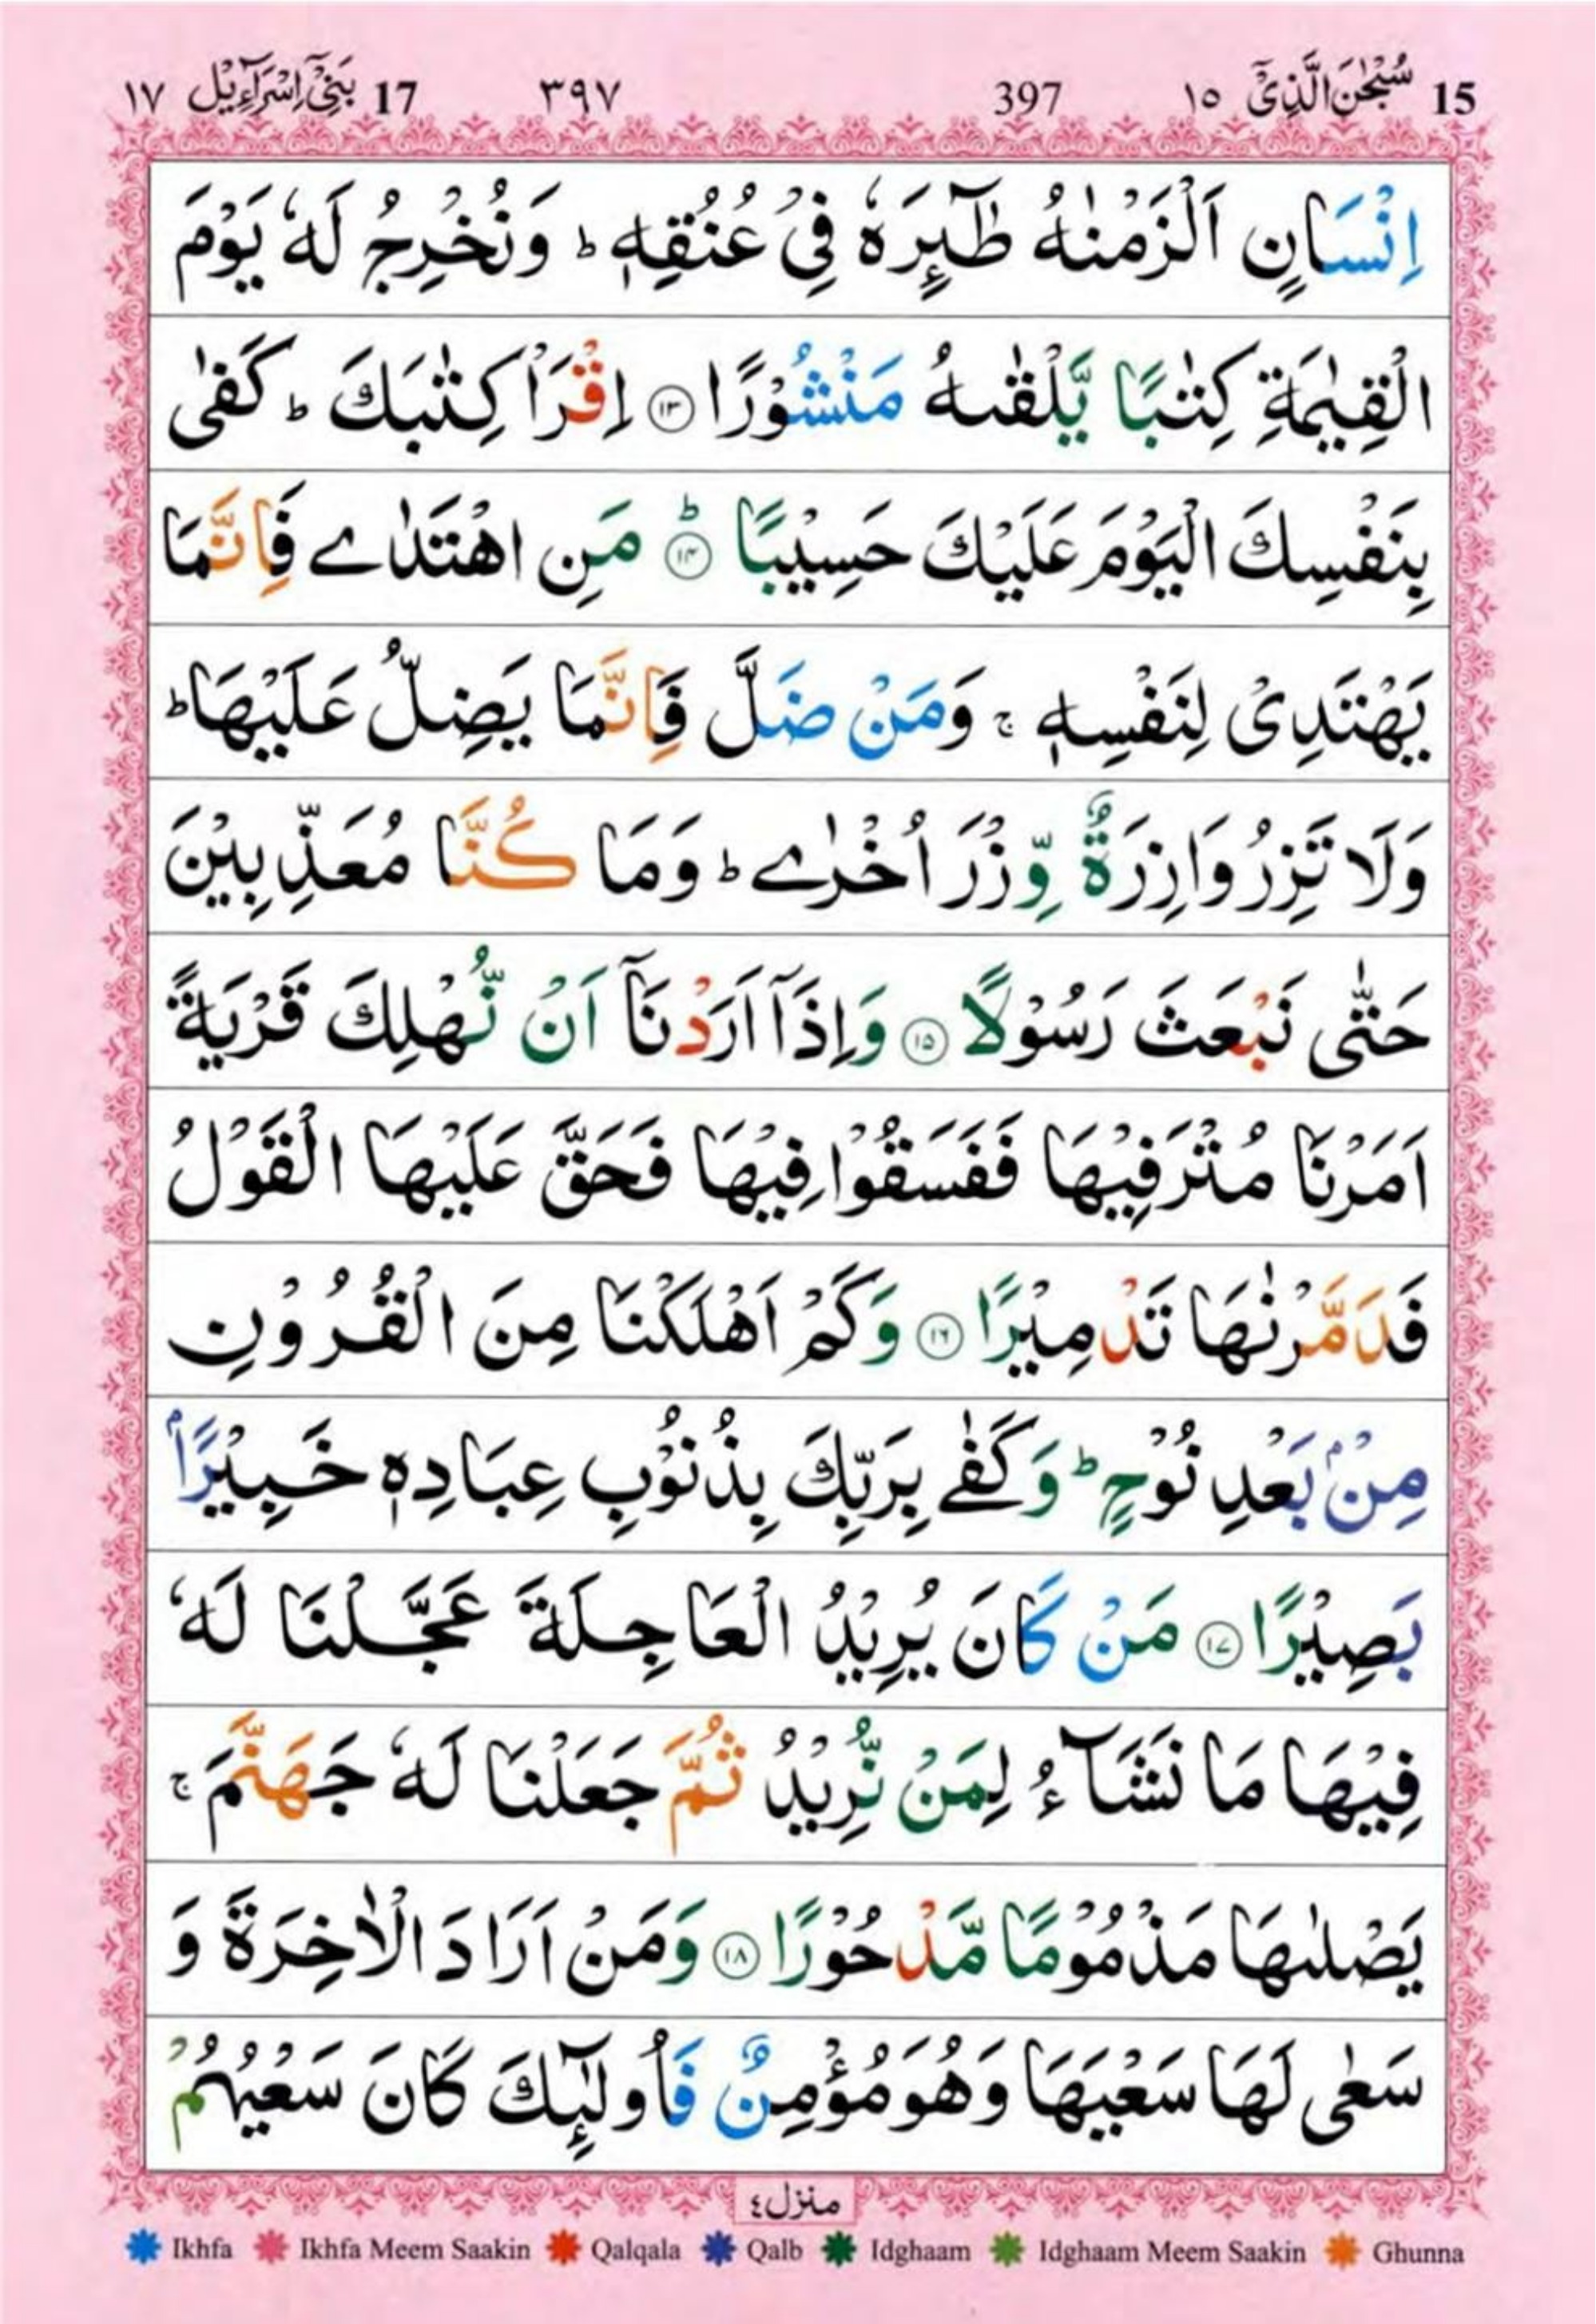 15 سُبْحٰنَ الَّذِیْۤ ١٥ 397 ٣٩٧ 17 بَنِیْۤ اِسْرَآءِیْل ١٧
اِنْسَانٍ اَلْزَمْنٰهُ طٰٓىِٕرَهٗ فِیْ عُنُقِهٖ ؕ وَنُخْرِجُ لَهٗ یَوْمَ
الْقِیٰمَةِ كِتٰبًا یَّلْقٰىهُ مَنْشُوْرًا ۝١٣ اِقْرَاْ كِتٰبَكَ ؕ كَفٰی
بِنَفْسِكَ الْیَوْمَ عَلَیْكَ حَسِیْبًا ۝١٤ؕ مَنِ اهْتَدٰی فَاِنَّمَا
یَهْتَدِیْ لِنَفْسِهٖ ۚ وَمَنْ ضَلَّ فَاِنَّمَا یَضِلُّ عَلَیْهَا ؕ
وَلَا تَزِرُ وَازِرَةٌ وِّزْرَ اُخْرٰی ؕ وَمَا كُنَّا مُعَذِّبِیْنَ
حَتّٰی نَبْعَثَ رَسُوْلًا ۝١٥ وَاِذَاۤ اَرَدْنَاۤ اَنْ نُّهْلِكَ قَرْیَةً
اَمَرْنَا مُتْرَفِیْهَا فَفَسَقُوْا فِیْهَا فَحَقَّ عَلَیْهَا الْقَوْلُ
فَدَمَّرْنٰهَا تَدْمِیْرًا ۝١٦ وَكَمْ اَهْلَكْنَا مِنَ الْقُرُوْنِ
مِنْۢ بَعْدِ نُوْحٍ ؕ وَكَفٰی بِرَبِّكَ بِذُنُوْبِ عِبَادِهٖ خَبِیْرًۢا
بَصِیْرًا ۝١٧ مَنْ كَانَ یُرِیْدُ الْعَاجِلَةَ عَجَّلْنَا لَهٗ
فِیْهَا مَا نَشَآءُ لِمَنْ نُّرِیْدُ ثُمَّ جَعَلْنَا لَهٗ جَهَنَّمَ ۚ
یَصْلٰىهَا مَذْمُوْمًا مَّدْحُوْرًا ۝١٨ وَمَنْ اَرَادَ الْاٰخِرَةَ وَ
سَعٰی لَهَا سَعْیَهَا وَهُوَ مُؤْمِنٌ فَاُولٰٓىِٕكَ كَانَ سَعْیُهُمْ
منزل٤
Ikhfa Ikhfa Meem Saakin Qalqala Qalb Idghaam Idghaam Meem Saakin Ghunna